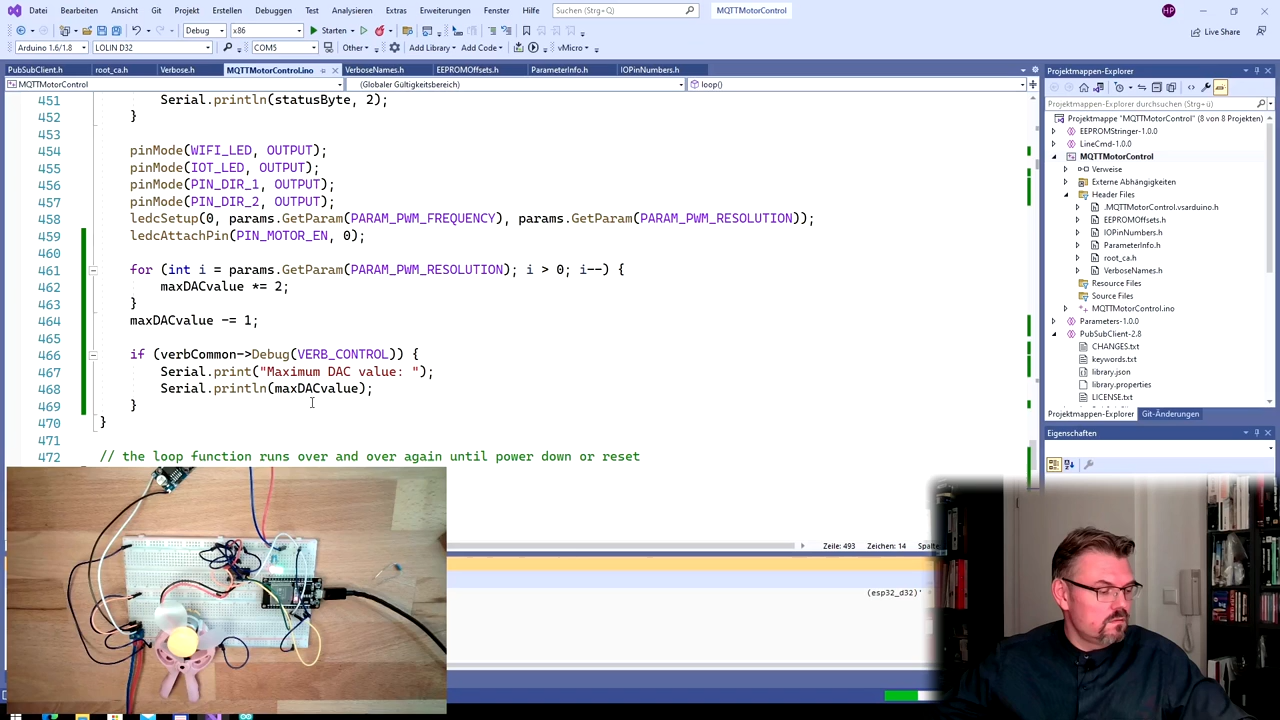 Datei Bearbeiten Ansicht Git Projekt Erstellen Debuggen Test Analysieren Extras Erweiterungen Fenster Hilfe Suchen (Strg+Q) MQTTMotorControl HP
Debug x86 Starten Live Share
Arduino 1.6/1.8 LOLIN D32 COM5 Other Add Library Add Code vMicro
PubSubClient.h root_ca.h Verbose.h MQTTMotorControl.ino VerboseNames.h EEPROMOffsets.h ParameterInfo.h IOPinNumbers.h
MQTTMotorControl (Globaler Gültigkeitsbereich) loop()
451 Serial.println(statusByte, 2);
452 }
453
454 pinMode(WIFI_LED, OUTPUT);
455 pinMode(IOT_LED, OUTPUT);
456 pinMode(PIN_DIR_1, OUTPUT);
457 pinMode(PIN_DIR_2, OUTPUT);
458 ledcSetup(0, params.GetParam(PARAM_PWM_FREQUENCY), params.GetParam(PARAM_PWM_RESOLUTION));
459 ledcAttachPin(PIN_MOTOR_EN, 0);
460
461 for (int i = params.GetParam(PARAM_PWM_RESOLUTION); i > 0; i--) {
462 maxDACvalue *= 2;
463 }
464 maxDACvalue -= 1;
465
466 if (verbCommon->Debug(VERB_CONTROL)) {
467 Serial.print("Maximum DAC value: ");
468 Serial.println(maxDACvalue);
469 }
470 }
471
472 // the loop function runs over and over again until power down or reset
Zeile: 493 Zeichen: 14 Spalte
(esp32_d32)'
Projektmappen-Explorer
Projektmappen-Explorer durchsuchen (Strg+ü)
Projektmappe "MQTTMotorControl" (8 von 8 Projekten)
EEPROMStringer-1.0.0
LineCmd-1.0.0
MQTTMotorControl
Verweise
Externe Abhängigkeiten
Header Files
.MQTTMotorControl.vsarduino.h
EEPROMOffsets.h
IOPinNumbers.h
ParameterInfo.h
root_ca.h
VerboseNames.h
Resource Files
Source Files
MQTTMotorControl.ino
Parameters-1.0.0
PubSubClient-2.8
CHANGES.txt
keywords.txt
library.json
library.properties
LICENSE.txt
Projektmappen-Explorer Git-Änderungen
Eigenschaften